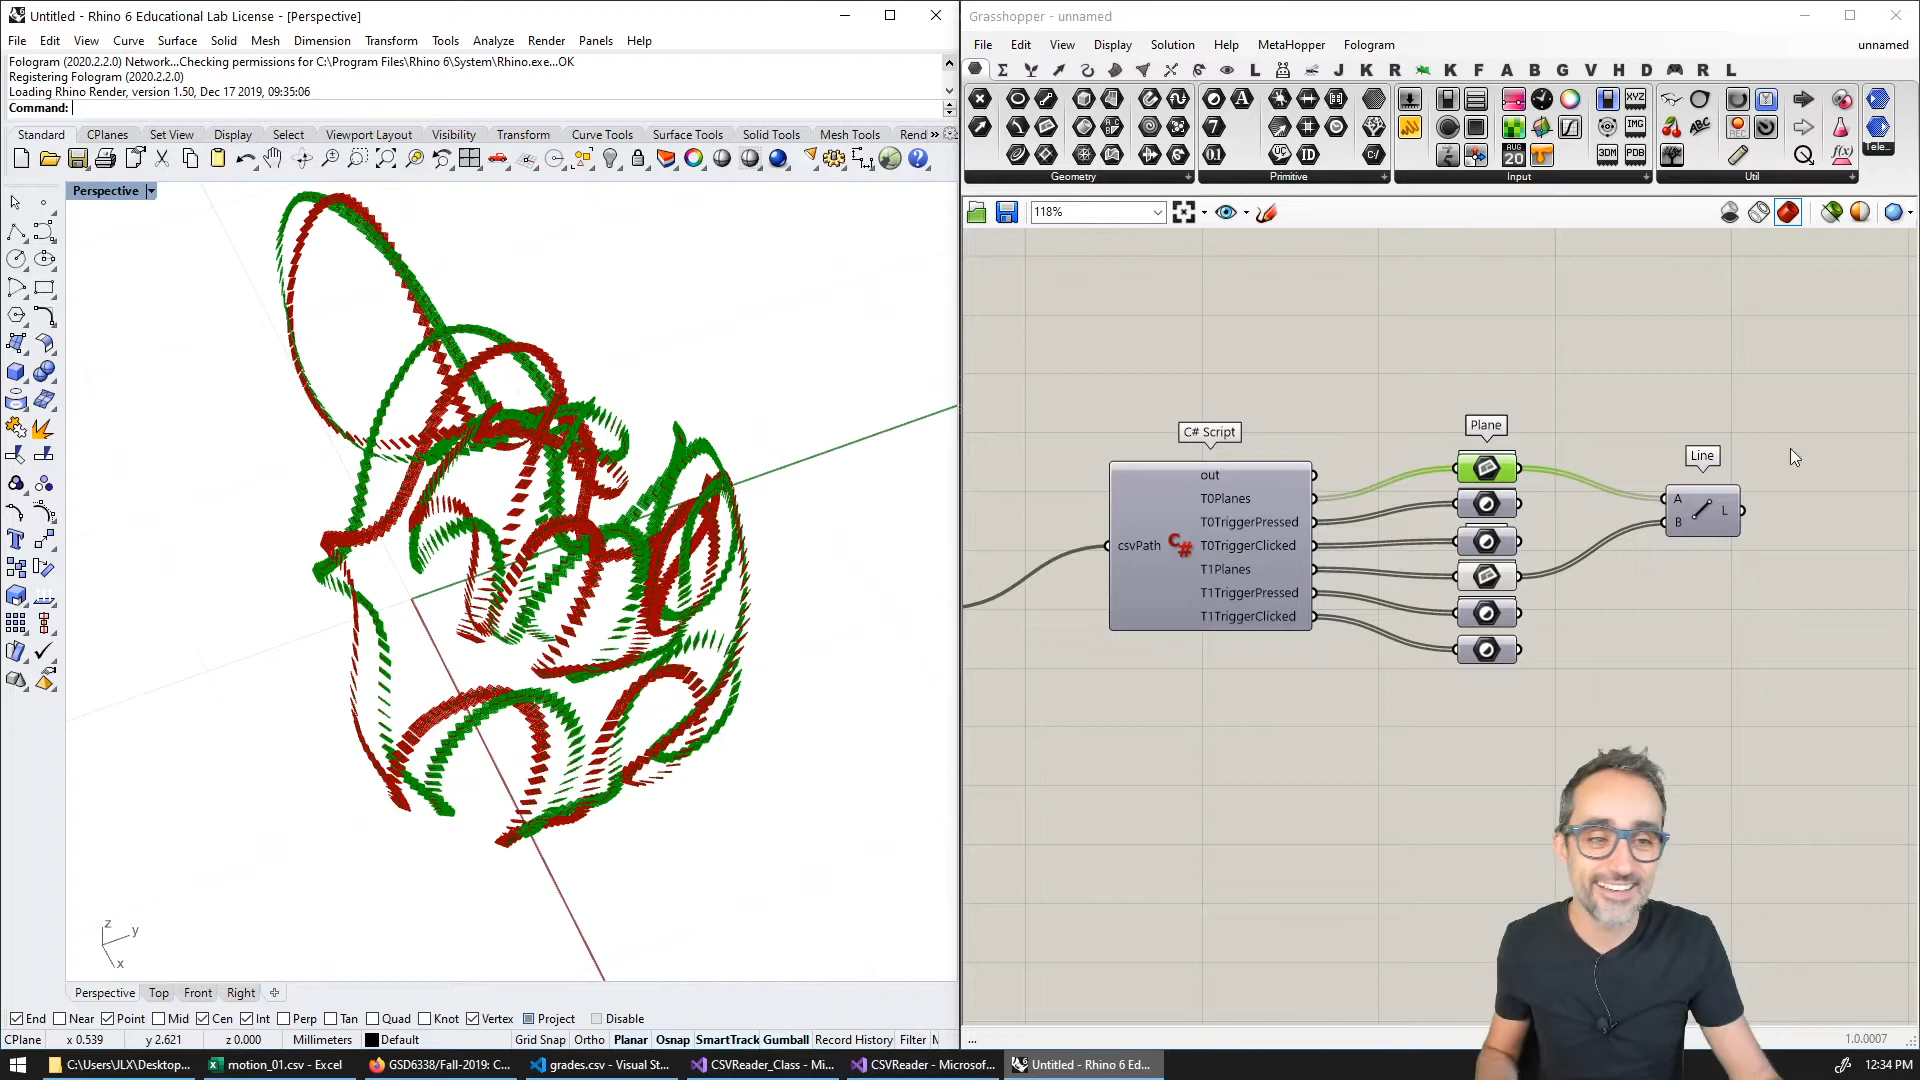 Untitled - Rhino 6 Educational Lab License - [Perspective]
File Edit View Curve Surface Solid Mesh Dimension Transform Tools Analyze Render Panels Help
Fologram (2020.2.2.0) Network...Checking permissions for C:\Program Files\Rhino 6\System\Rhino.exe...OK
Registering Fologram (2020.2.2.0)
Loading Rhino Render, version 1.50, Dec 17 2019, 09:35:06
Command:
Standard CPlanes Set View Display Select Viewport Layout Visibility Transform Curve Tools Surface Tools Solid Tools Mesh Tools Rend »
Perspective
z
y
x
Perspective Top Front Right
End Near Point Mid Cen Int Perp Tan Quad Knot Vertex Project Disable
CPlane x 0.539 y 2.621 z 0.000 Millimeters Default Grid Snap Ortho Planar Osnap SmartTrack Gumball Record History Filter M
Grasshopper - unnamed
File Edit View Display Solution Help MetaHopper Fologram unnamed
L J K R K F A B G V H D R L
Geometry Primitive Input Util
Tele...
118%
C# Script
csvPath
out
T0Planes
T0TriggerPressed
T0TriggerClicked
T1Planes
T1TriggerPressed
T1TriggerClicked
Plane
Line
A
B
L
...
1.0.0007
C:\Users\JLX\Desktop... motion_01.csv - Excel GSD6338/Fall-2019: C... grades.csv - Visual St... CSVReader_Class - Mi... CSVReader - Microsof... Untitled - Rhino 6 Ed... 12:34 PM